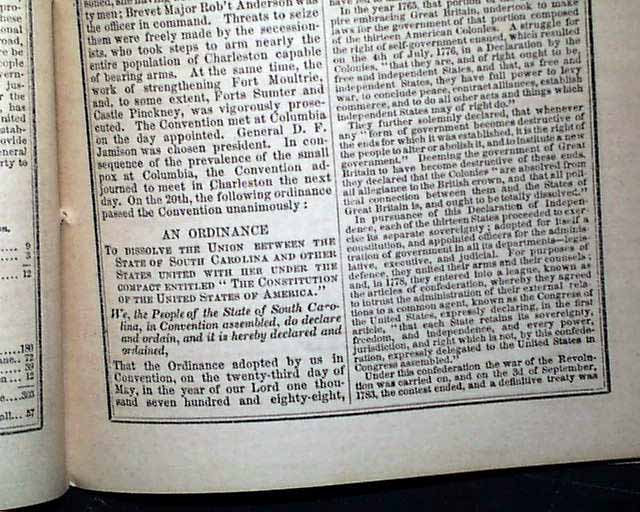 ty men; Brevet Major Rob't Anderson was
the officer in command. Threats to seize
them were freely made by the secession-
ists, who took steps to arm nearly the
entire population of Charleston capable
of bearing arms. At the same time, the
work of strengthening Fort Moultrie,
and, to some extent, Forts Sumter and
Castle Pinckney, was vigorously prose-
cuted. The Convention met at Columbia
on the day appointed. General D. F.
Jamison was chosen president. In con-
sequence of the prevalence of the small
pox at Columbia, the Convention ad-
journed to meet in Charleston the next
day. On the 20th, the following ordinance
passed the Convention unanimously:
AN ORDINANCE
TO DISSOLVE THE UNION BETWEEN THE
STATE OF SOUTH CAROLINA AND OTHER
STATES UNITED WITH HER UNDER THE
COMPACT ENTITLED "THE CONSTITUTION
OF THE UNITED STATES OF AMERICA."
We, the People of the State of South Caro-
lina, in Convention assembled, do declare
and ordain, and it is hereby declared and
ordained,
That the Ordinance adopted by us in
Convention, on the twenty-third day of
May, in the year of our Lord one thou-
sand seven hundred and eighty-eight,
In the year 1765, that portion of the
pire embracing Great Britain, undertook to make
laws for the government of that portion composed
of the thirteen American Colonies. A struggle for
the right of self-government ensued, which resulted
on the 4th of July, 1776, in a Declaration by the
Colonies, "that they are, and of right ought to be,
free and independent States, and that, as free and
independent States, they have full power to levy
war, to conclude peace, contract alliances, establish
commerce, and to do all other acts and things which
independent States may of right do."
They further solemnly declared, that whenever
any "form of government becomes destructive of
the ends for which it was established, it is the right of
the people to alter or abolish it, and to institute a new
government." Deeming the government of Great
Britain to have become destructive of these ends,
they declared that the Colonies "are absolved from
all allegiance to the British crown, and that all poli-
tical connection between them and the States of
Great Britain is, and ought to be totally dissolved."
In pursuance of this Declaration of Indepen-
dence, each of the thirteen States proceeded to exer-
cise its separate sovereignty; adopted for itself a
constitution, and appointed officers for the adminis
tration of government in all its departments—legis-
lative, executive, and judicial. For purposes of
defence, they united their arms and their counsels;
and, in 1778, they entered into a league, known as
the articles of confederation, whereby they agreed
to intrust the administration of their external rela
tions to a common agent, known as the Congress of
the United States, expressly declaring, in the first
article, "that each State retains its sovereignty,
freedom, and independence, and every power,
jurisdiction, and right which is not, by this confede-
ration, expressly delegated to the United States in
Congress assembled."
Under this confederation the war of the Revolu-
tion was carried on, and on the 3d of September,
1783, the contest ended, and a definitive treaty was